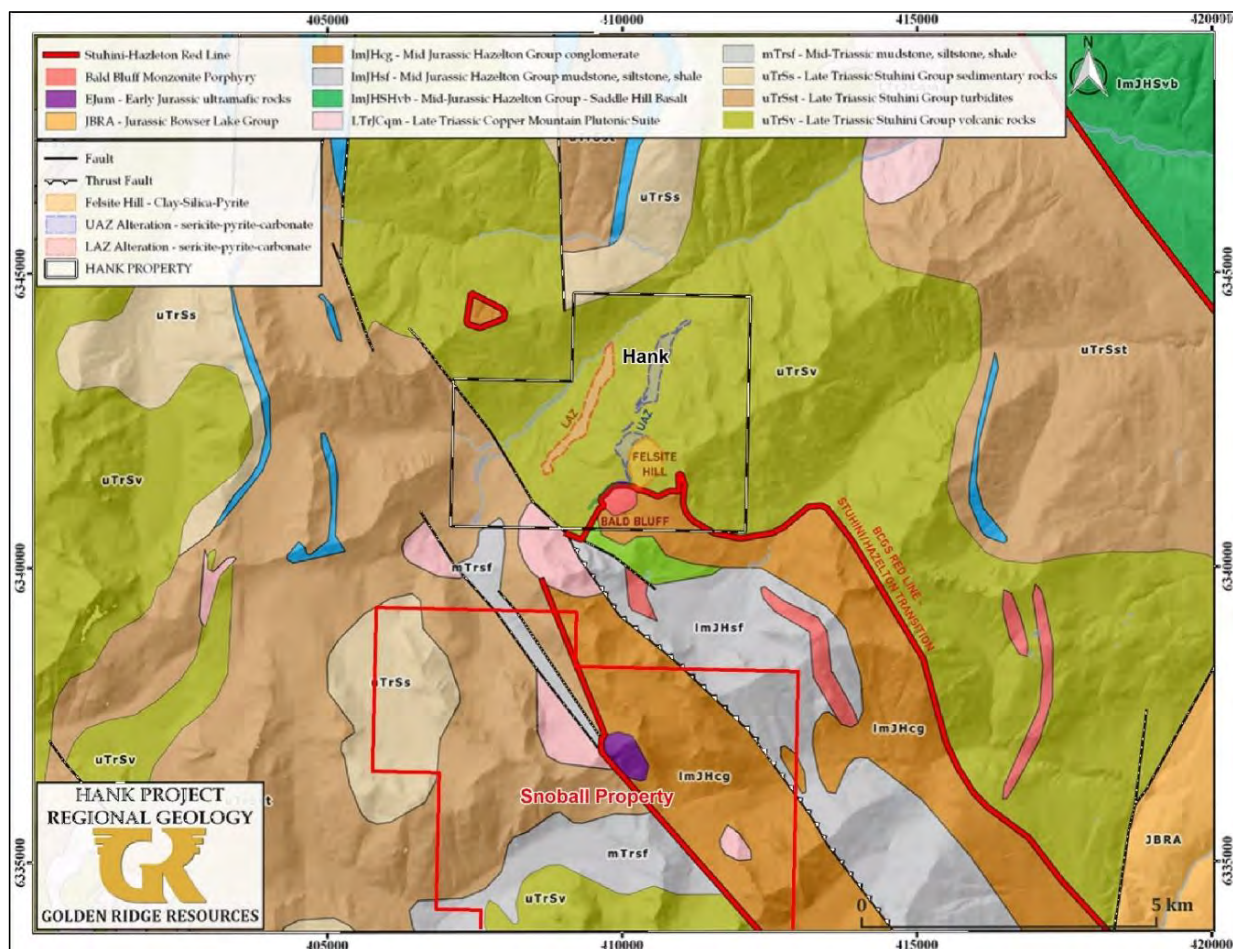 405000
410000
415000
420000
Stuhini-Hazleton Red Line
Bald Bluff Monzonite Porphyry
EJum - Early Jurassic ultramafic rocks
JBRA - Jurassic Bowser Lake Group
lmJHcg - Mid Jurassic Hazelton Group conglomerate
lmJHsf - Mid Jurassic Hazelton Group mudstone, siltstone, shale
lmJHSHvb - Mid-Jurassic Hazelton Group - Saddle Hill Basalt
LTrJCqm - Late Triassic Copper Mountain Plutonic Suite
mTrsf - Mid-Triassic mudstone, siltstone, shale
uTrSs - Late Triassic Stuhini Group sedimentary rocks
uTrSst - Late Triassic Stuhini Group turbidites
uTrSv - Late Triassic Stuhini Group volcanic rocks
N
lmJHSvb
Fault
Thrust Fault
Felsite Hill - Clay-Silica-Pyrite
UAZ Alteration - sericite-pyrite-carbonate
LAZ Alteration - sericite-pyrite-carbonate
HANK PROPERTY
uTrSs
6345000
6345000
uTrSs
Hank
uTrSv
uTrSst
LAZ
UAZ
FELSITE
HILL
uTrSv
BALD BLUFF
BCGS RED LINE -
STUHINI/HAZELTON TRANSITION
6340000
6340000
mTrsf
lmJHsf
uTrSs
lmJHcg
uTrSv
lmJHcg
Snoball Property
HANK PROJECT
REGIONAL GEOLOGY
GR
GOLDEN RIDGE RESOURCES
mTrsf
JBRA
6335000
6335000
uTrSv
0
5 km
405000
410000
415000
420000